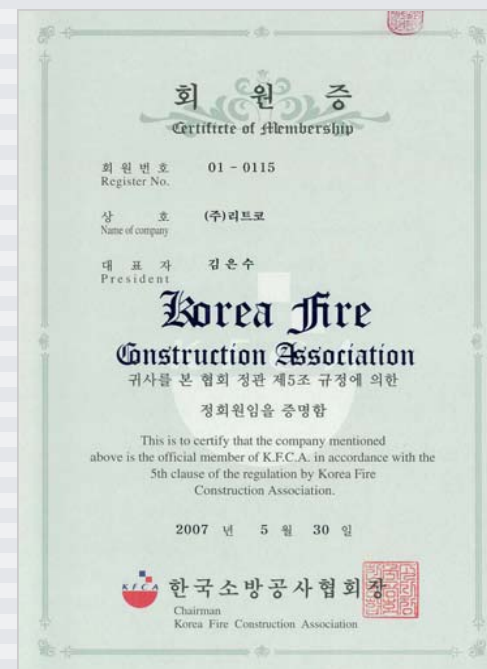 회 원 증
Certificte of Membership
회 원 번 호 01 - 0115
Register No.
상 호 (주)리트코
Name of company
대 표 자 김 은 수
President
Korea Fire
Construction Association
귀사를 본 협회 정관 제5조 규정에 의한
정회원임을 증명함
This is to certify that the company mentioned
above is the official member of K.F.C.A. in accordance with the
5th clause of the regulation by Korea Fire
Construction Association.
2007 년 5 월 30 일
KFCA 한국소방공사협회장
Chairman
Korea Fire Construction Association